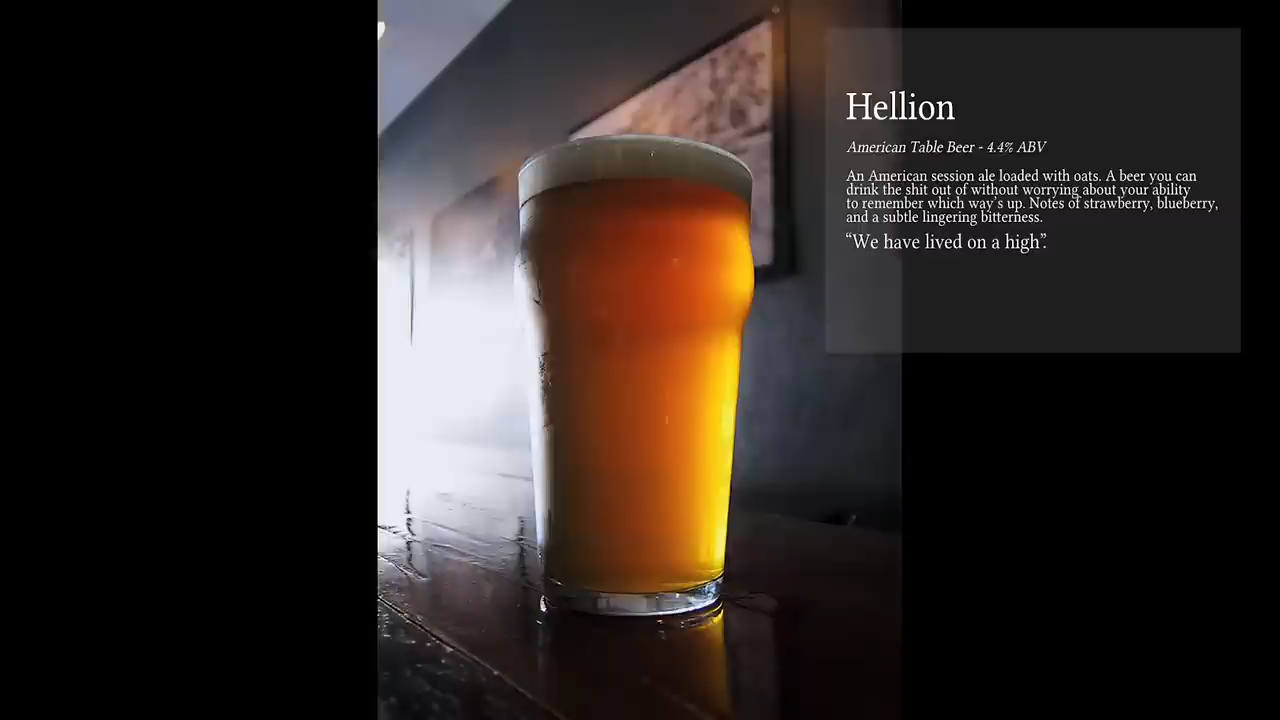 Hellion
American Table Beer - 4.4% ABV
An American session ale loaded with oats. A beer you can
drink the shit out of without worrying about your ability
to remember which way's up. Notes of strawberry, blueberry,
and a subtle lingering bitterness.
“We have lived on a high”.